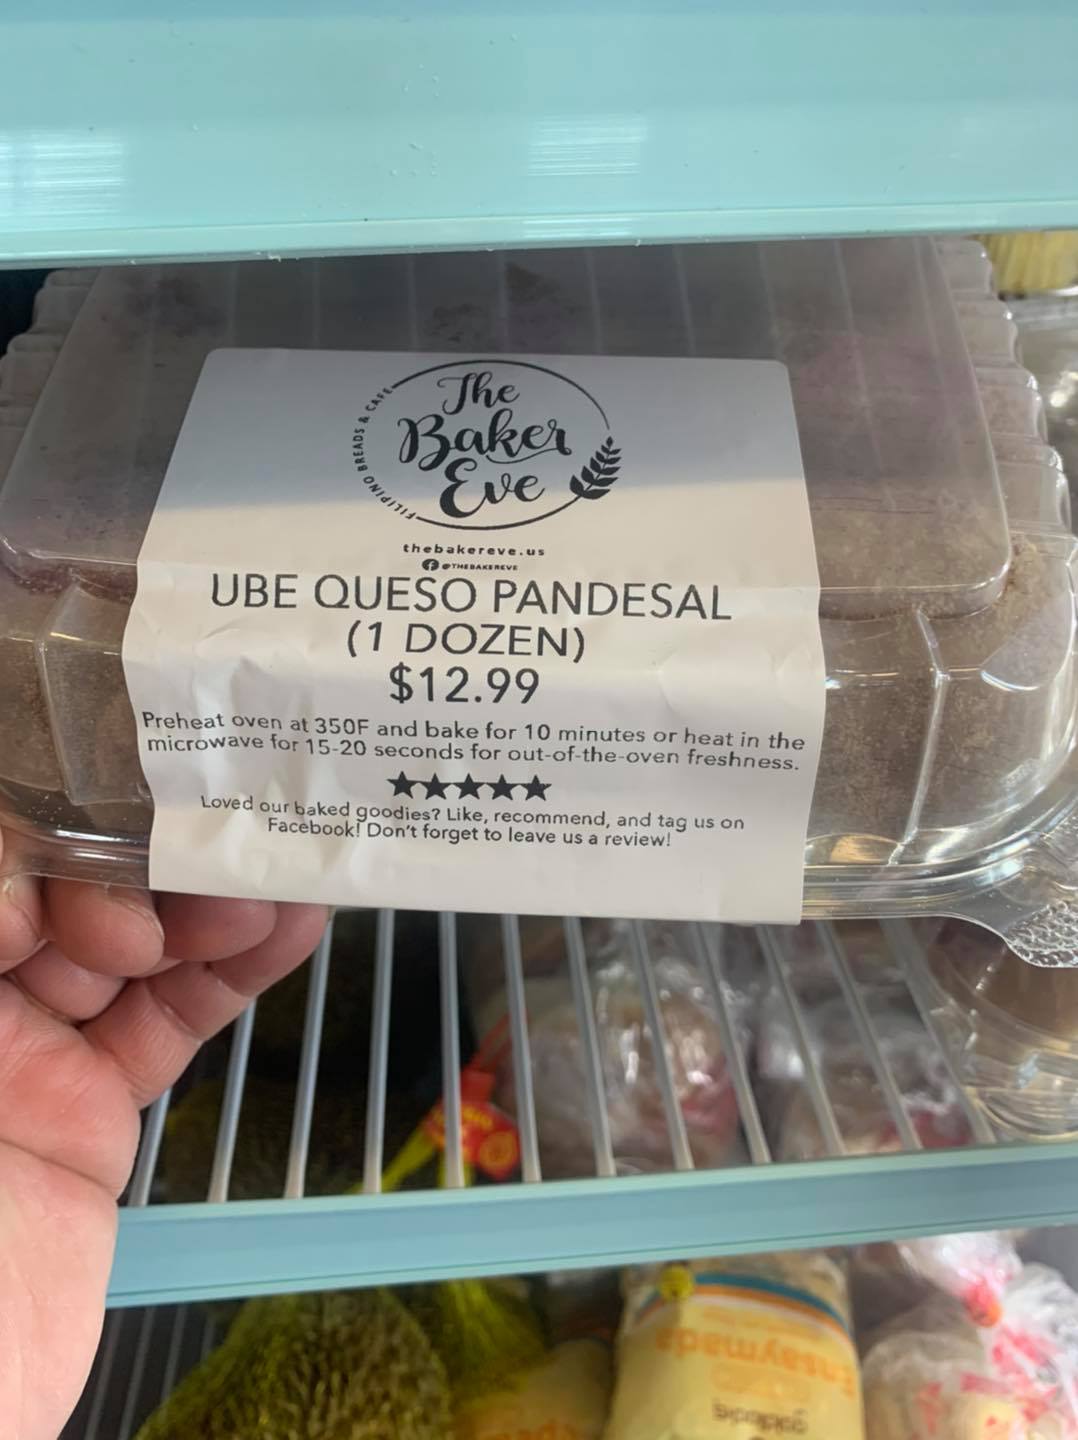 The
Baker
Eve
FILIPINO BREADS & CAFE
thebakereve.us
@THEBAKEREVE
UBE QUESO PANDESAL
(1 DOZEN)
$12.99
Preheat oven at 350F and bake for 10 minutes or heat in the
microwave for 15-20 seconds for out-of-the-oven freshness.
★★★★★
Loved our baked goodies? Like, recommend, and tag us on
Facebook! Don't forget to leave us a review!
Ensaymada
goldilocks